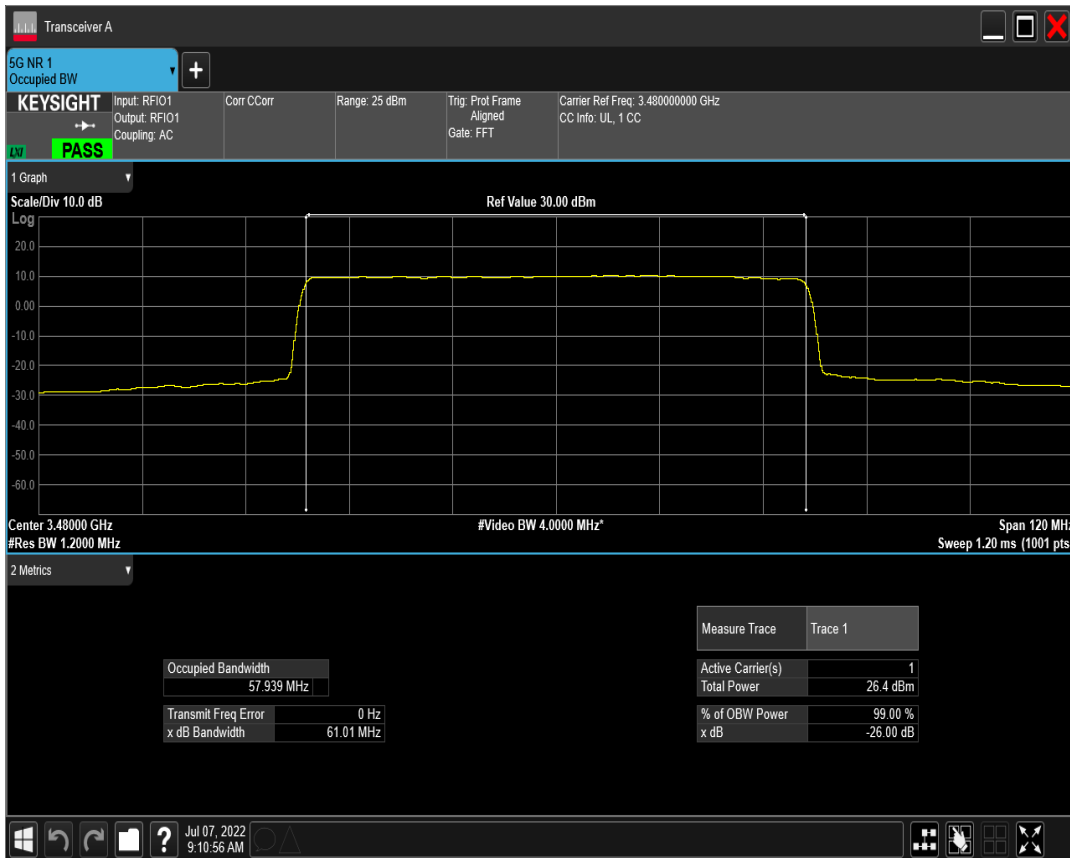 Transceiver A
5G NR 1
Occupied BW
+
KEYSIGHT
LXI
PASS
Input: RFIO1
Output: RFIO1
Coupling: AC
Corr CCorr
Range: 25 dBm
Trig: Prot Frame
Aligned
Gate: FFT
Carrier Ref Freq: 3.480000000 GHz
CC Info: UL, 1 CC
1 Graph
Scale/Div 10.0 dB
Ref Value 30.00 dBm
Log
20.0
10.0
0.00
-10.0
-20.0
-30.0
-40.0
-50.0
-60.0
Center 3.48000 GHz
#Video BW 4.0000 MHz*
Span 120 MHz
#Res BW 1.2000 MHz
Sweep 1.20 ms (1001 pts
2 Metrics
Measure Trace Trace 1
Occupied Bandwidth
57.939 MHz
Active Carrier(s) 1
Total Power 26.4 dBm
Transmit Freq Error 0 Hz
x dB Bandwidth 61.01 MHz
% of OBW Power 99.00 %
x dB -26.00 dB
?
Jul 07, 2022
9:10:56 AM